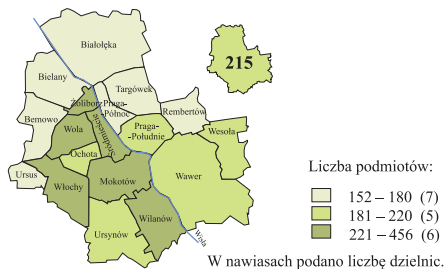 Białołęka
215
Bielany
Targówek
Żoliborz
Praga-
Północ
Rembertów
Bemowo
Wola
Śródmieście
Praga-
Południe
Wesoła
Ochota
Ursus
Włochy
Mokotów
Wawer
Wilanów
Ursynów
Wisła
Liczba podmiotów:
152 – 180 (7)
181 – 220 (5)
221 – 456 (6)
W nawiasach podano liczbę dzielnic.